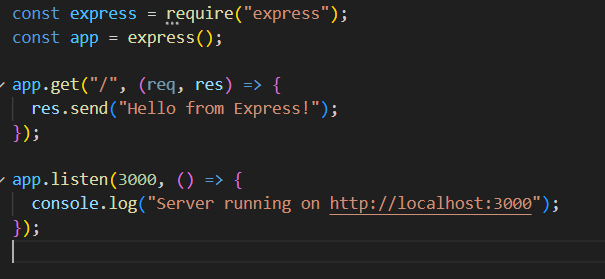 const express = require("express");
const app = express();

app.get("/", (req, res) => {
  res.send("Hello from Express!");
});

app.listen(3000, () => {
  console.log("Server running on http://localhost:3000");
});